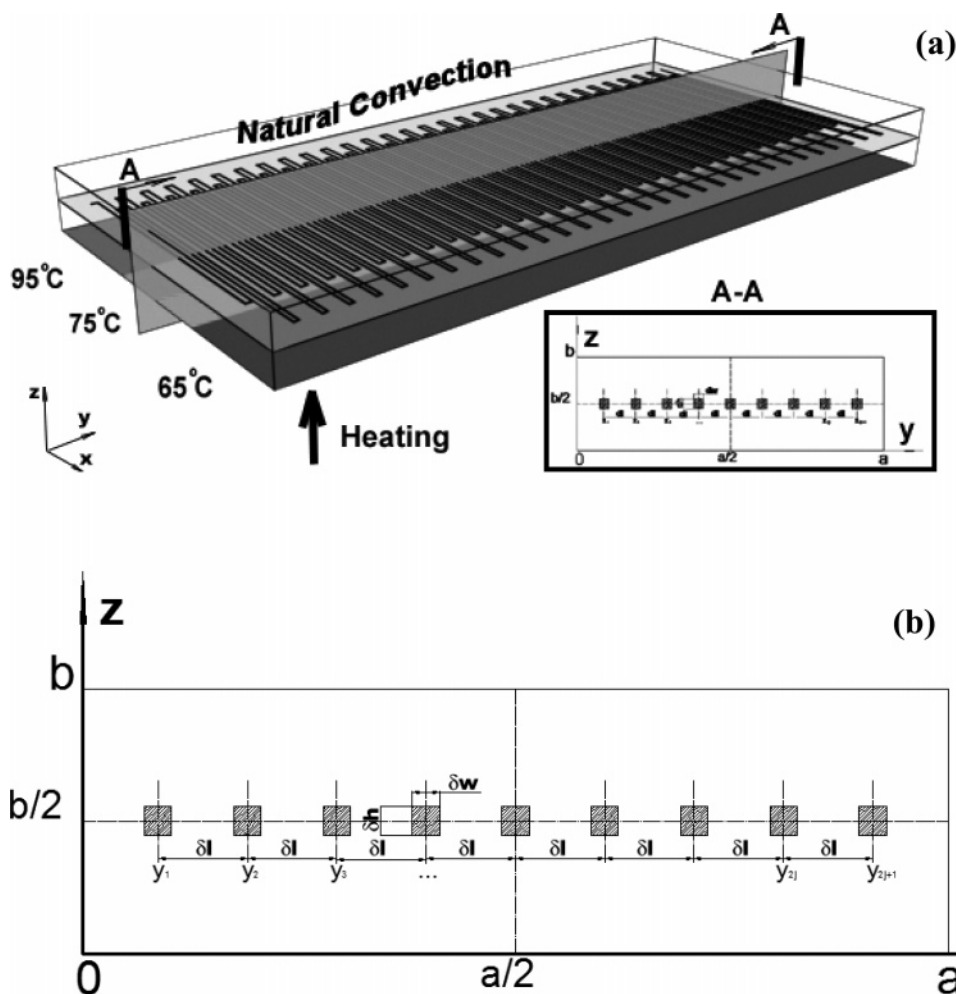 (a)
A
Natural Convection
A
95°C
75°C
65°C
Heating
z
y
x
A-A
z
b
b/2
y
0
a/2
a
(b)
z
b
b/2
δw
δh
δl δl δl δl δl δl δl δl
y₁ y₂ y₃ ... y₂ⱼ y₂ⱼ₊₁
0
a/2
a